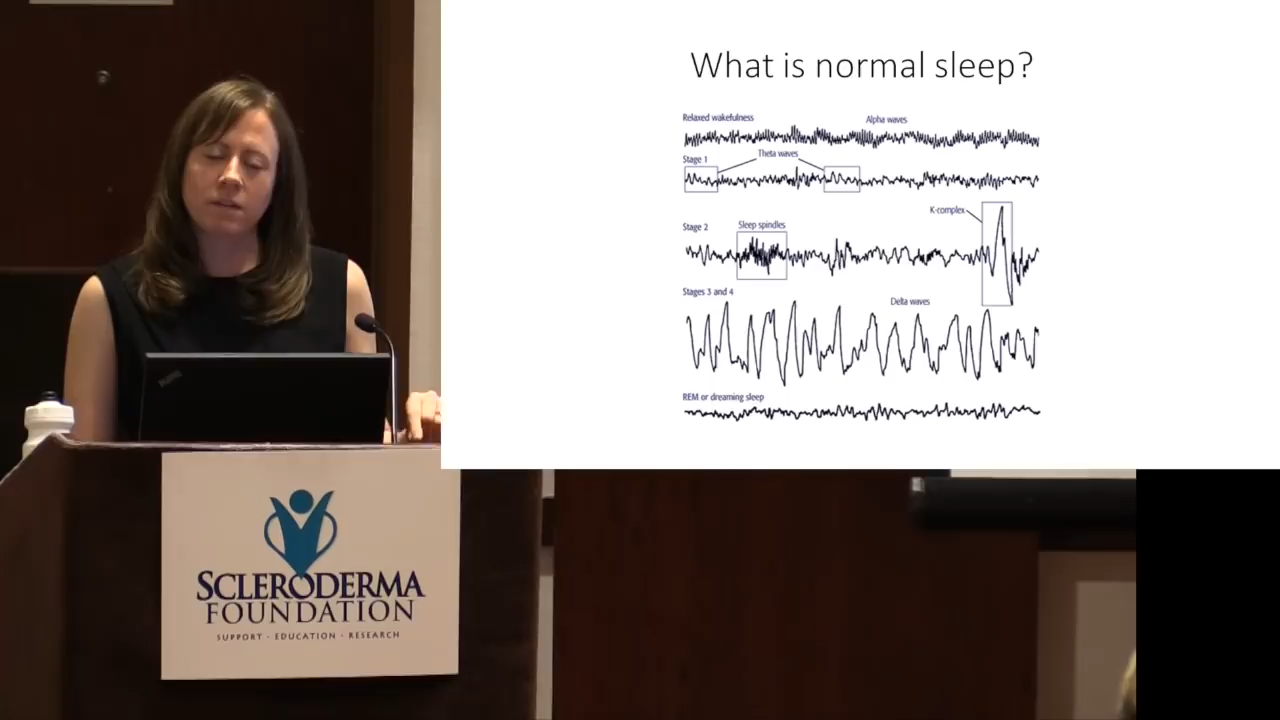 What is normal sleep?
Relaxed wakefulness
Alpha waves
Stage 1
Theta waves
K-complex
Stage 2
Sleep spindles
Stages 3 and 4
Delta waves
REM or dreaming sleep
SCLERODERMA
FOUNDATION
SUPPORT · EDUCATION · RESEARCH